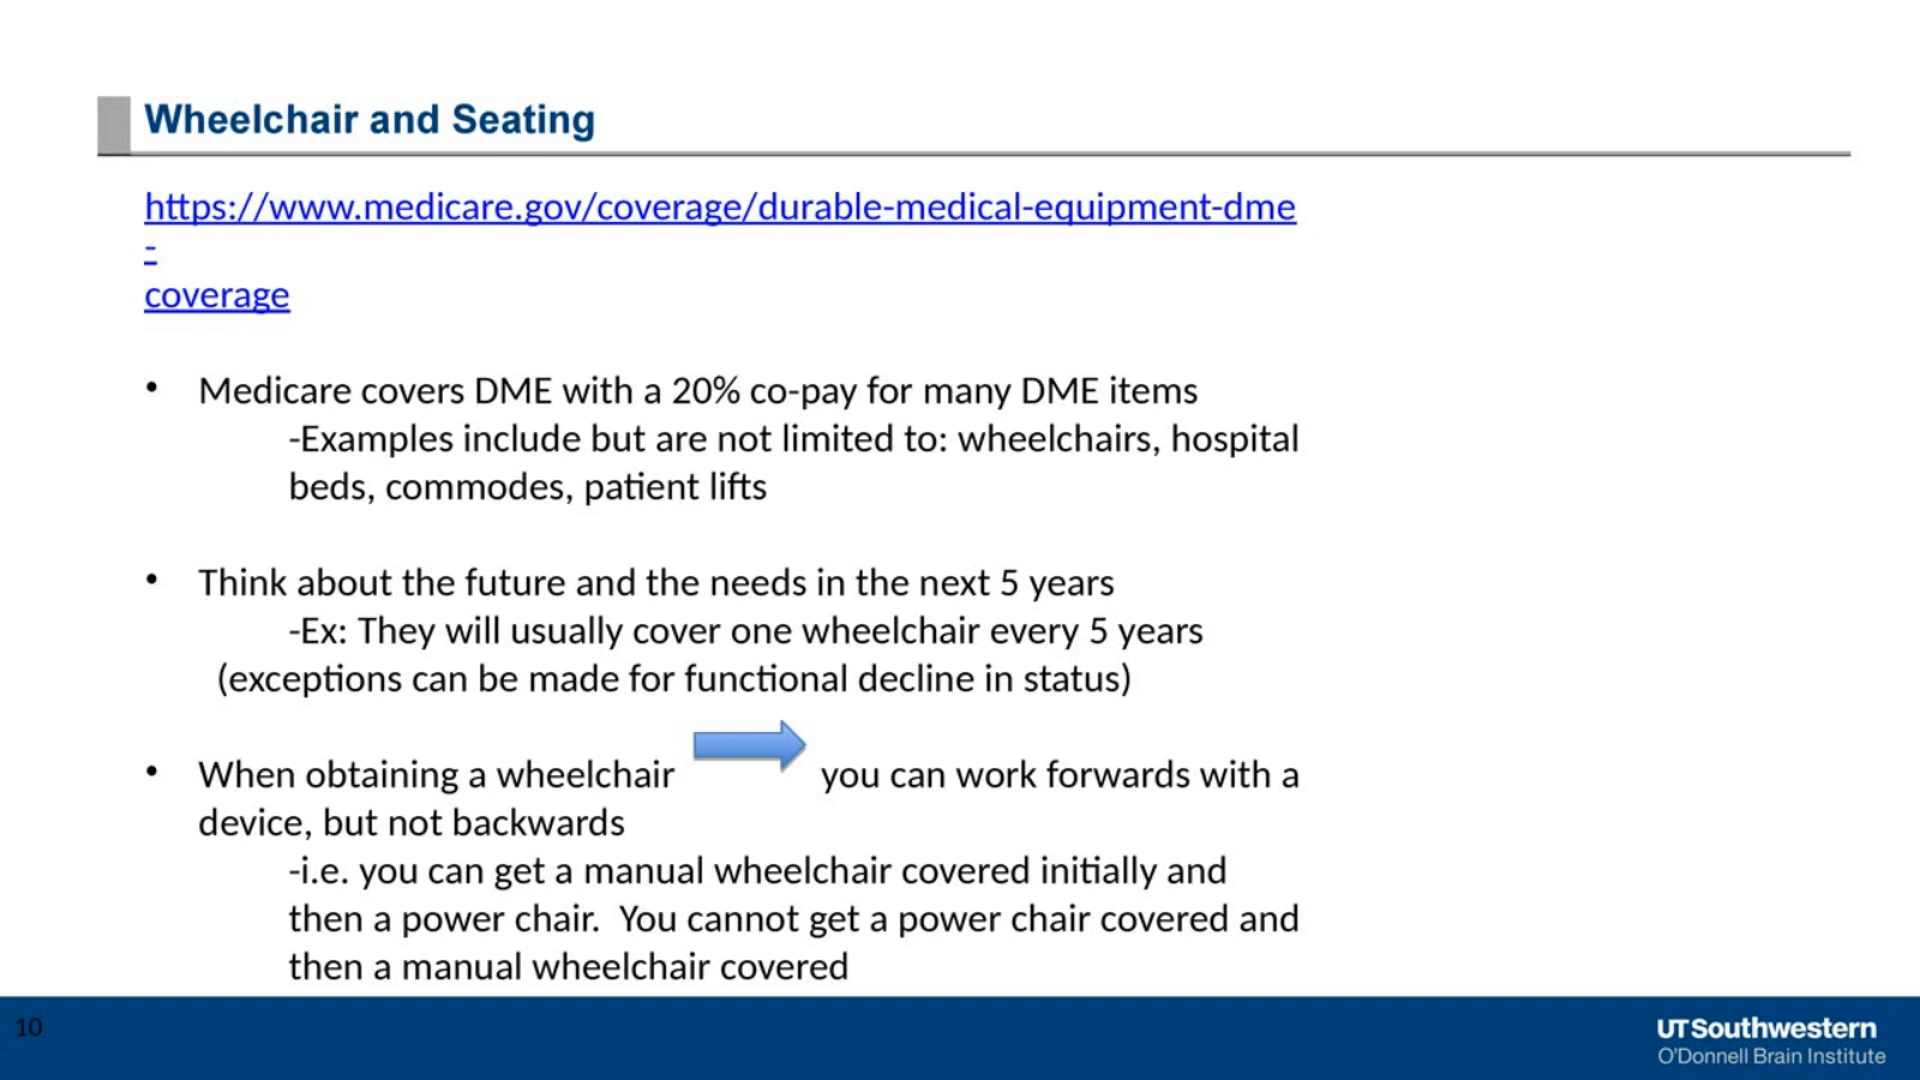 Wheelchair and Seating
https://www.medicare.gov/coverage/durable-medical-equipment-dme
-
coverage
• Medicare covers DME with a 20% co-pay for many DME items
-Examples include but are not limited to: wheelchairs, hospital
beds, commodes, patient lifts
• Think about the future and the needs in the next 5 years
-Ex: They will usually cover one wheelchair every 5 years
(exceptions can be made for functional decline in status)
• When obtaining a wheelchair you can work forwards with a
device, but not backwards
-i.e. you can get a manual wheelchair covered initially and
then a power chair.  You cannot get a power chair covered and
then a manual wheelchair covered
10
UTSouthwestern
O'Donnell Brain Institute